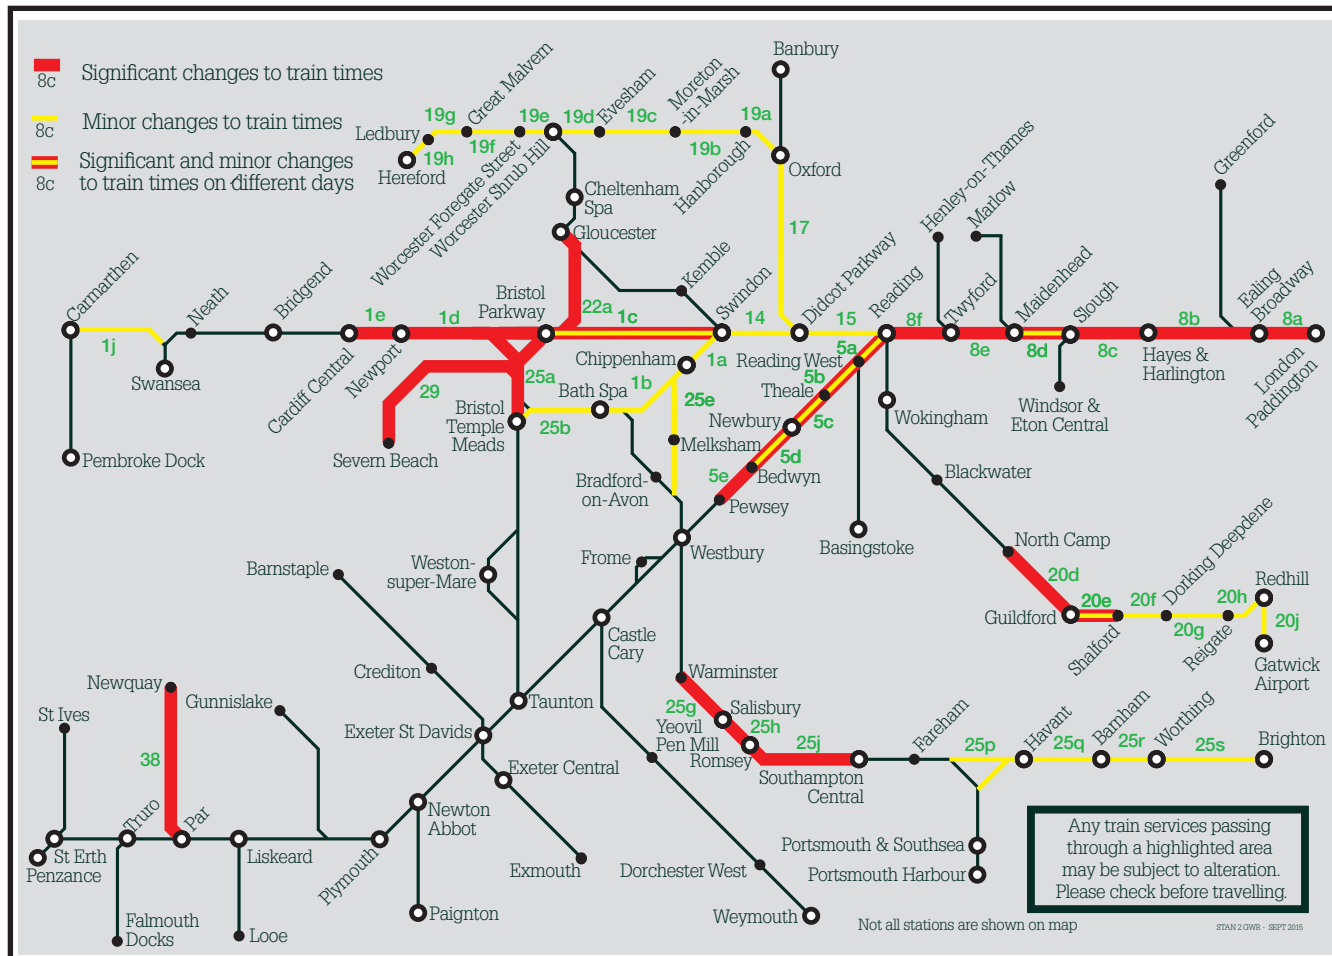 8c
Significant changes to train times
8c
Minor changes to train times
8c
Significant and minor changes
to train times on different days
Banbury
Moreton
-in-Marsh
Evesham
Great Malvern
19g
19e
19d
19c
19a
Ledbury
19f
19h
19b
Hereford
Worcester Foregate Street
Worcester Shrub Hill
Hanborough
Oxford
Cheltenham
Spa
Gloucester
17
Henley-on-Thames
Marlow
Greenford
Carmarthen
Neath
Bridgend
Bristol
Parkway
22a
Kemble
Swindon
Didcot Parkway
Reading
Twyford
Maidenhead
Slough
Ealing
Broadway
1e
1d
1c
14
15
8f
8b
8a
1j
8e
8d
8c
Swansea
Cardiff Central
Newport
Chippenham
1a
Reading West
5a
Hayes &
Harlington
London
Paddington
29
25a
Bath Spa
1b
25e
Theale
5b
Wokingham
Windsor &
Eton Central
Bristol
Temple
Meads
25b
Newbury
5c
Melksham
5d
Pembroke Dock
Severn Beach
Bradford-
on-Avon
5e
Bedwyn
Pewsey
Blackwater
Westbury
Basingstoke
North Camp
Barnstaple
Weston-
super-Mare
Frome
20d
Dorking Deepdene
Redhill
20e
20f
20h
Guildford
20g
20j
Shalford
Reigate
Gatwick
Airport
Castle
Cary
Crediton
Warminster
Newquay
Gunnislake
Taunton
25g
Salisbury
St Ives
Exeter St Davids
Yeovil
Pen Mill
25h
Romsey
25j
Fareham
25p
Havant
25q
Barnham
25r
Worthing
25s
Brighton
38
Exeter Central
Southampton
Central
Truro
Par
Newton
Abbot
St Erth
Penzance
Liskeard
Plymouth
Exmouth
Dorchester West
Portsmouth & Southsea
Portsmouth Harbour
Any train services passing
through a highlighted area
may be subject to alteration.
Please check before travelling.
Falmouth
Docks
Looe
Paignton
Weymouth
Not all stations are shown on map
STAN 2 GWR - SEPT 2015